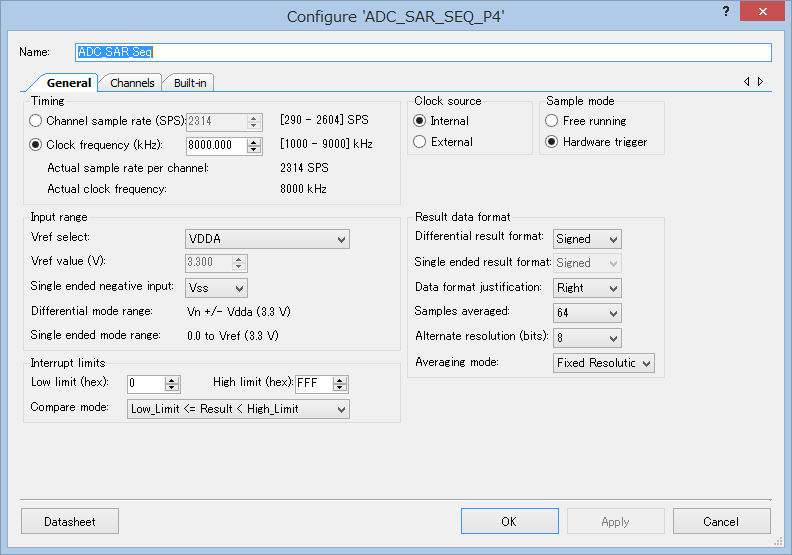 Configure 'ADC_SAR_SEQ_P4'
? ×
Name: ADC_SAR_Seq
General Channels Built-in
Timing
Channel sample rate (SPS): 2314 [290 - 2604] SPS
Clock frequency (kHz): 8000.000 [1000 - 9000] kHz
Actual sample rate per channel: 2314 SPS
Actual clock frequency: 8000 kHz
Clock source
Internal
External
Sample mode
Free running
Hardware trigger
Input range
Vref select: VDDA
Vref value (V): 3.300
Single ended negative input: Vss
Differential mode range: Vn +/- Vdda (3.3 V)
Single ended mode range: 0.0 to Vref (3.3 V)
Result data format
Differential result format: Signed
Single ended result format: Signed
Data format justification: Right
Samples averaged: 64
Alternate resolution (bits): 8
Averaging mode: Fixed Resolutic
Interrupt limits
Low limit (hex): 0 High limit (hex): FFF
Compare mode: Low_Limit <= Result < High_Limit
Datasheet OK Apply Cancel